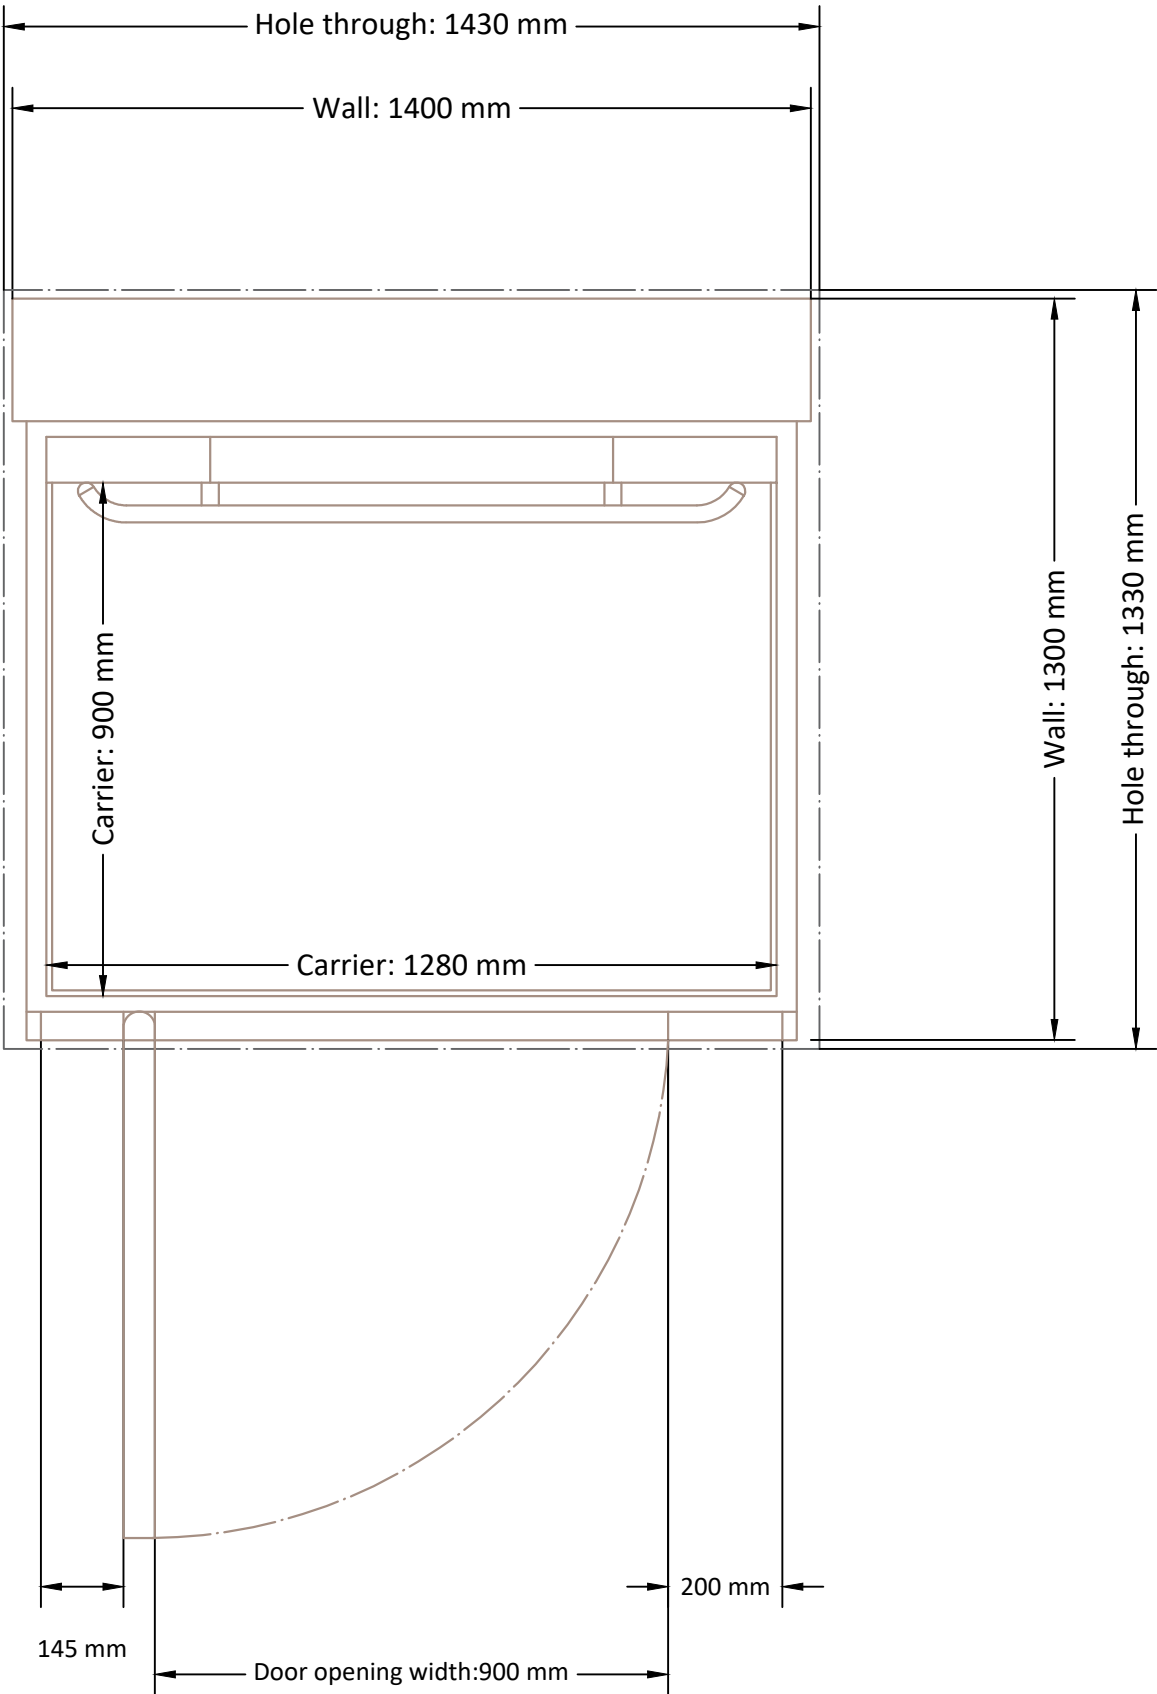 Hole through: 1430 mm
Wall: 1400 mm
Carrier: 900 mm
Wall: 1300 mm
Hole through: 1330 mm
Carrier: 1280 mm
200 mm
145 mm
Door opening width:900 mm